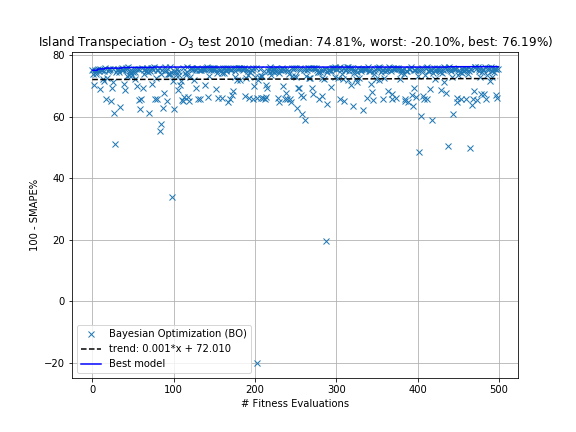 Island Transpeciation - O₃ test 2010 (median: 74.81%, worst: -20.10%, best: 76.19%)
80
60
40
20
0
−20
100 - SMAPE%
Bayesian Optimization (BO)
trend: 0.001*x + 72.010
Best model
0 100 200 300 400 500
# Fitness Evaluations